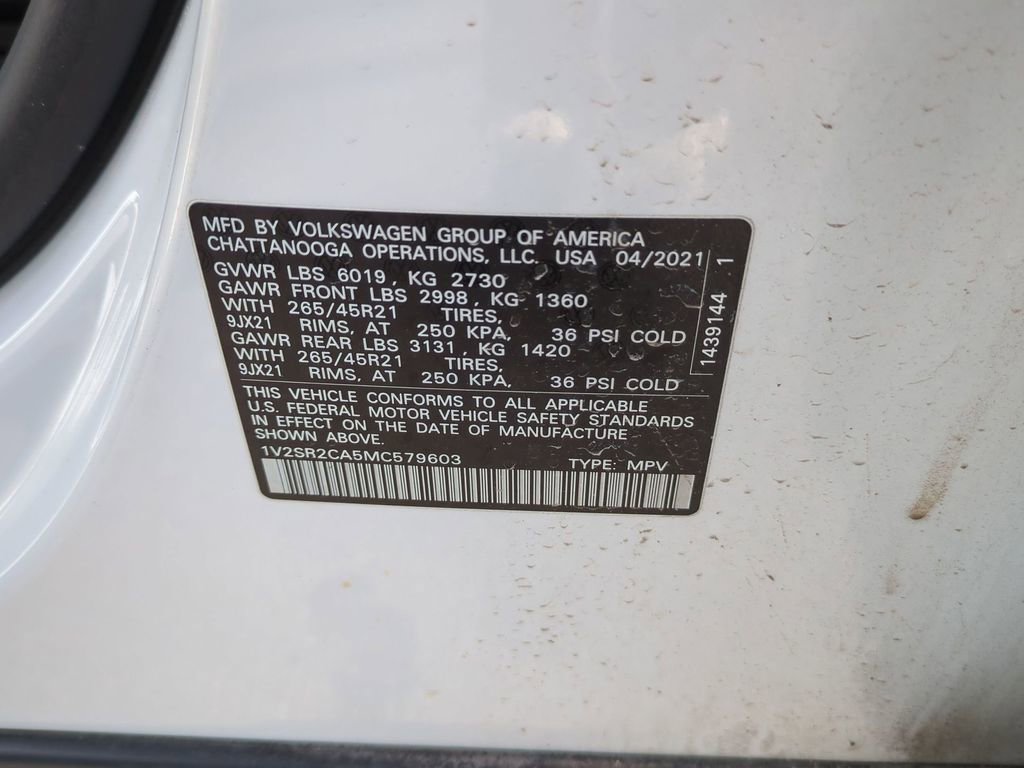 MFD BY VOLKSWAGEN GROUP OF AMERICA
CHATTANOOGA OPERATIONS, LLC. USA 04/2021
GVWR LBS 6019, KG 2730
GAWR FRONT LBS 2998, KG 1360
WITH 265/45R21 TIRES,
9JX21 RIMS, AT 250 KPA, 36 PSI COLD
GAWR REAR LBS 3131, KG 1420
WITH 265/45R21 TIRES,
9JX21 RIMS, AT 250 KPA, 36 PSI COLD
THIS VEHICLE CONFORMS TO ALL APPLICABLE
U.S. FEDERAL MOTOR VEHICLE SAFETY STANDARDS
IN EFFECT ON THE DATE OF MANUFACTURE
SHOWN ABOVE.
1V2SR2CA5MC579603 TYPE: MPV
1439144 1